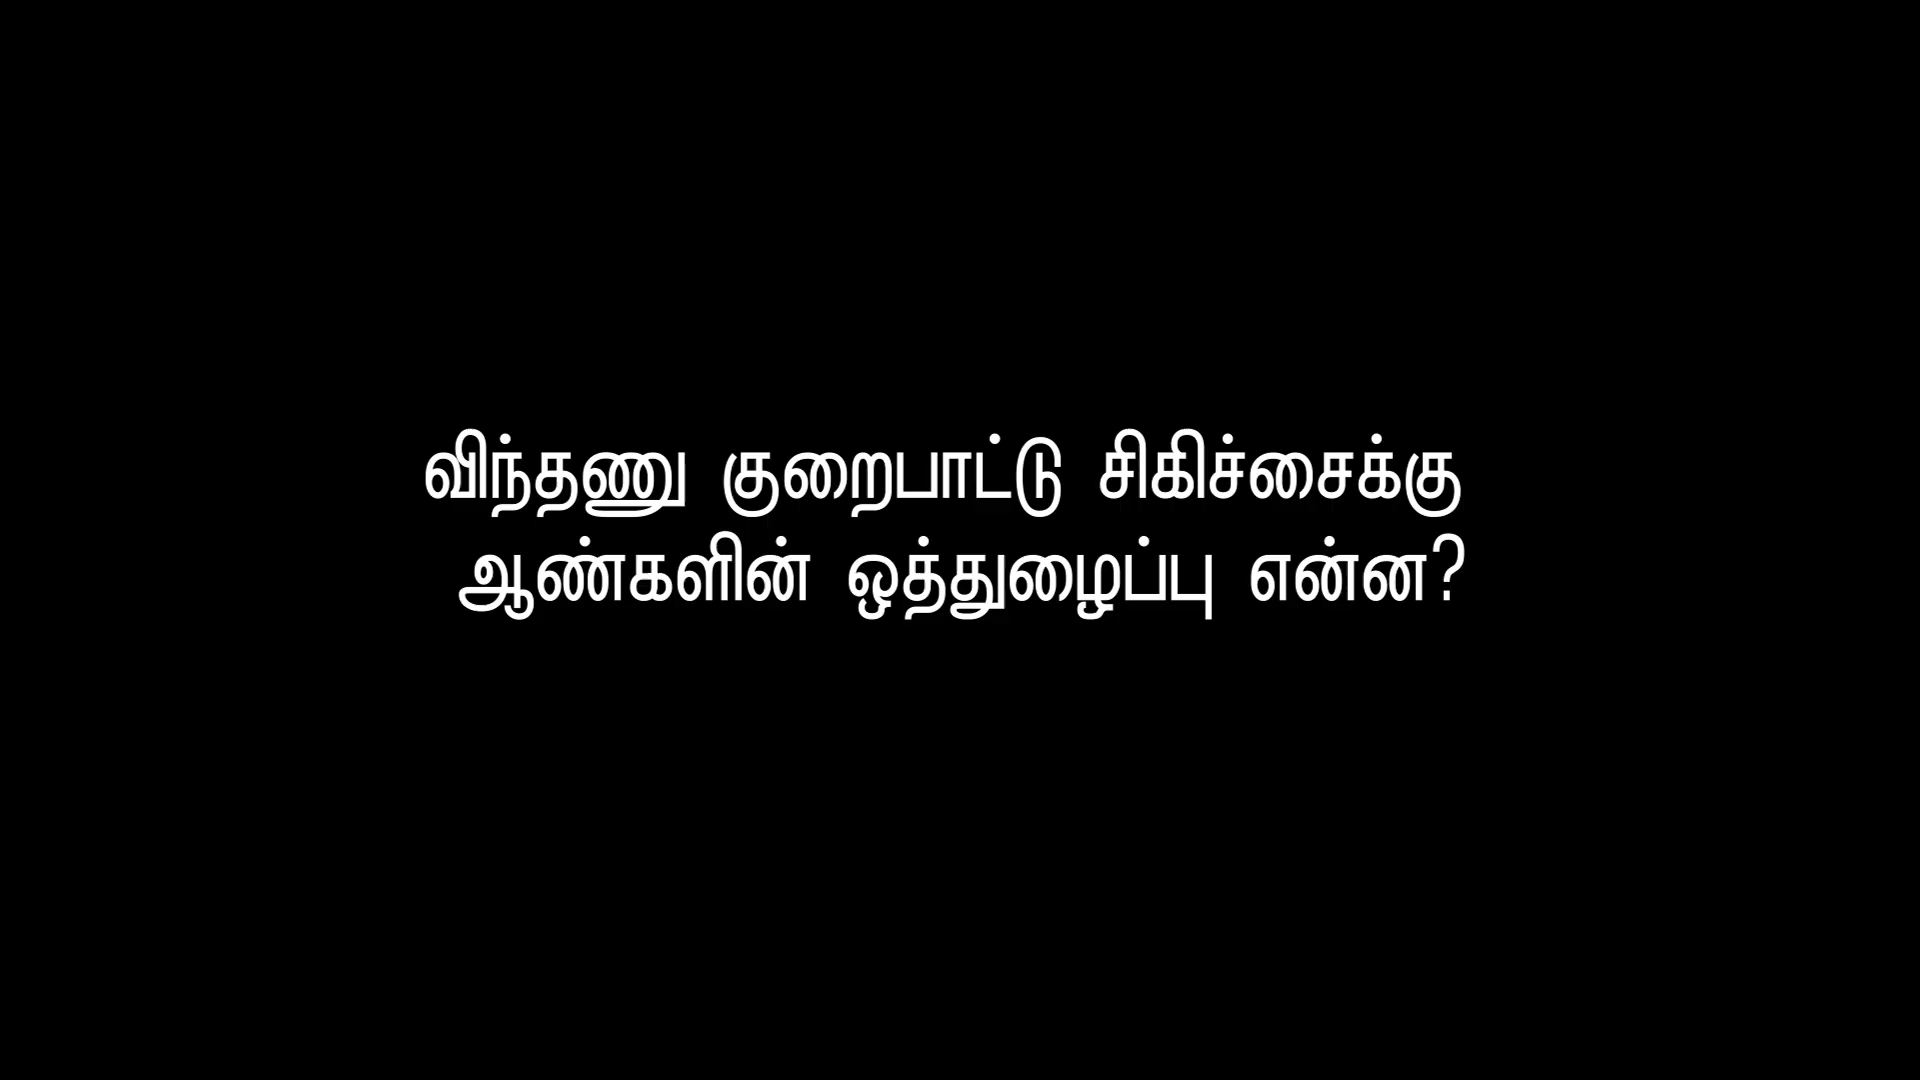 விந்தணு குறைபாட்டு சிகிச்சைக்கு
ஆண்களின் ஒத்துழைப்பு என்ன?